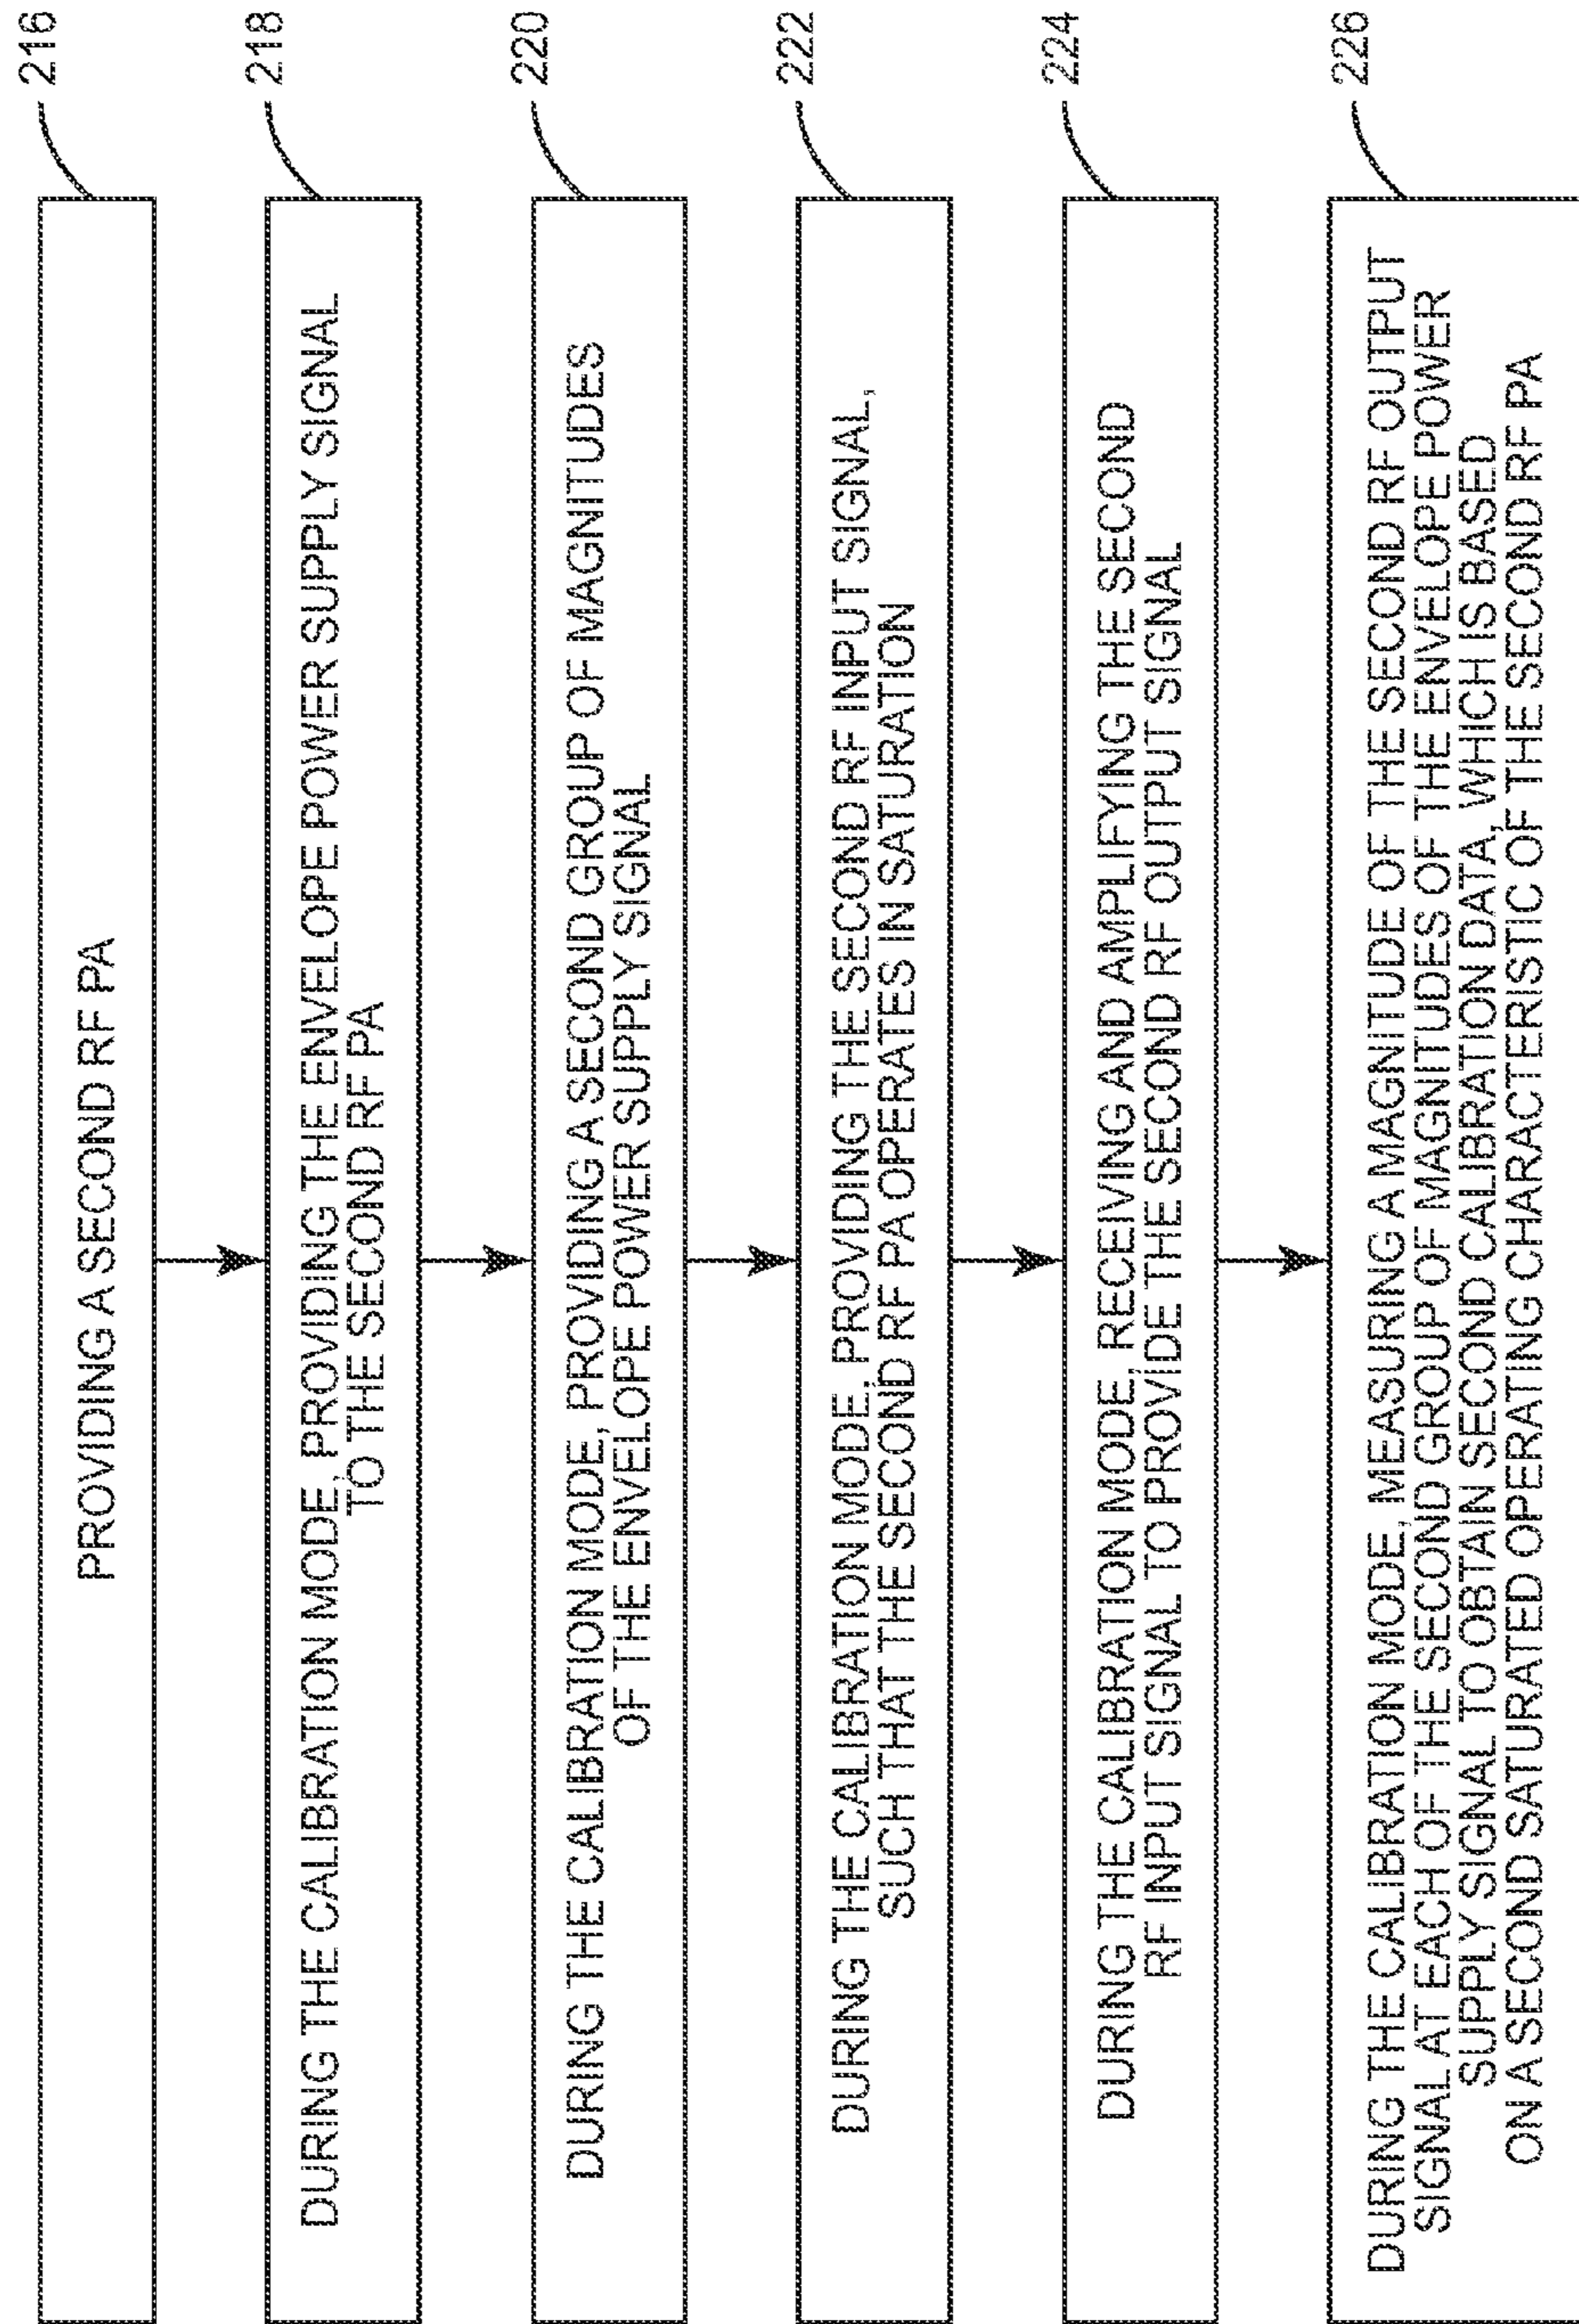 216
PROVIDING A SECOND RF PA
218
DURING THE CALIBRATION MODE, PROVIDING THE ENVELOPE POWER SUPPLY SIGNAL
TO THE SECOND RF PA
220
DURING THE CALIBRATION MODE, PROVIDING A SECOND GROUP OF MAGNITUDES
OF THE ENVELOPE POWER SUPPLY SIGNAL
222
DURING THE CALIBRATION MODE, PROVIDING THE SECOND RF INPUT SIGNAL,
SUCH THAT THE SECOND RF PA OPERATES IN SATURATION
224
DURING THE CALIBRATION MODE, RECEIVING AND AMPLIFYING THE SECOND
RF INPUT SIGNAL TO PROVIDE THE SECOND RF OUTPUT SIGNAL
226
DURING THE CALIBRATION MODE, MEASURING A MAGNITUDE OF THE SECOND RF OUTPUT
SIGNAL AT EACH OF THE SECOND GROUP OF MAGNITUDES OF THE ENVELOPE POWER
SUPPLY SIGNAL TO OBTAIN SECOND CALIBRATION DATA, WHICH IS BASED
ON A SECOND SATURATED OPERATING CHARACTERISTIC OF THE SECOND RF PA